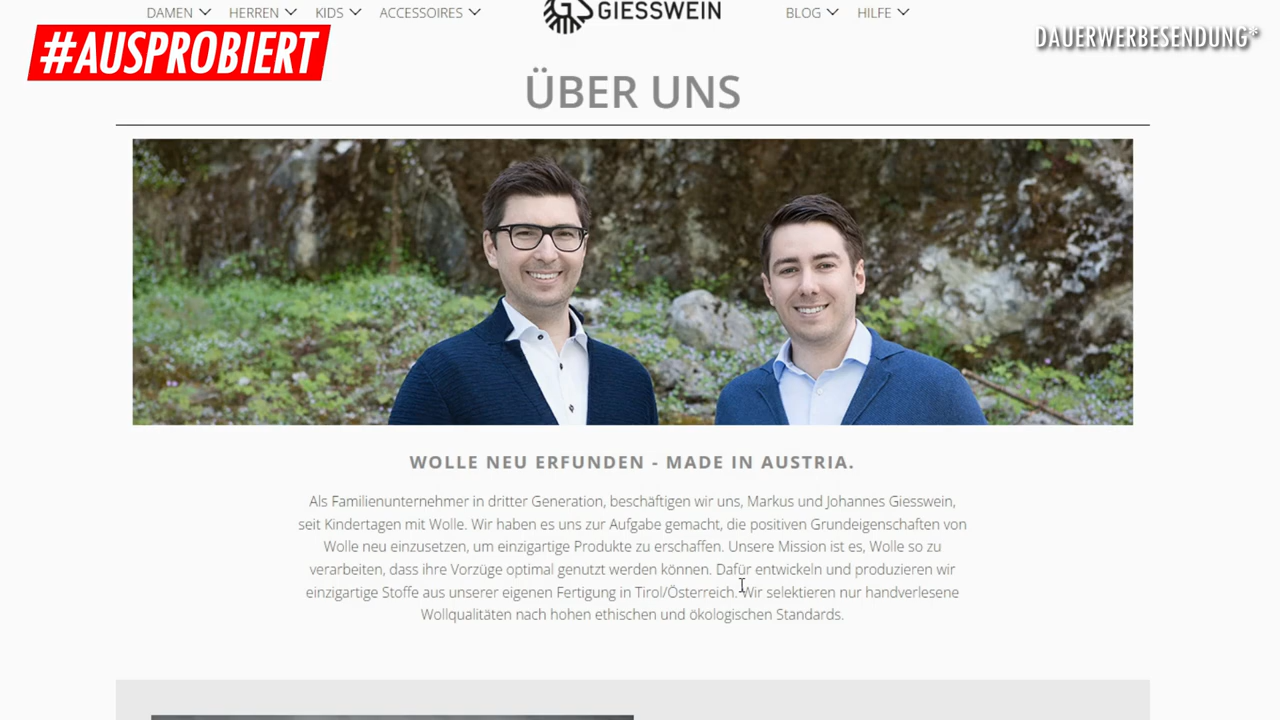 DAMEN HERREN KIDS ACCESSOIRES GIESSWEIN BLOG HILFE
#AUSPROBIERT
DAUERWERBESENDUNG*
ÜBER UNS
WOLLE NEU ERFUNDEN - MADE IN AUSTRIA.
Als Familienunternehmer in dritter Generation, beschäftigen wir uns, Markus und Johannes Giesswein,
seit Kindertagen mit Wolle. Wir haben es uns zur Aufgabe gemacht, die positiven Grundeigenschaften von
Wolle neu einzusetzen, um einzigartige Produkte zu erschaffen. Unsere Mission ist es, Wolle so zu
verarbeiten, dass ihre Vorzüge optimal genutzt werden können. Dafür entwickeln und produzieren wir
einzigartige Stoffe aus unserer eigenen Fertigung in Tirol/Österreich. Wir selektieren nur handverlesene
Wollqualitäten nach hohen ethischen und ökologischen Standards.